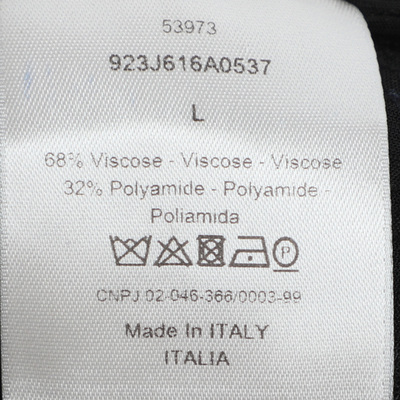 53973
923J616A0537
L
68% Viscose - Viscose - Viscose
32% Polyamide - Polyamide -
Poliamida
P
CNPJ 02-046-366/0003-99
Made In ITALY
ITALIA